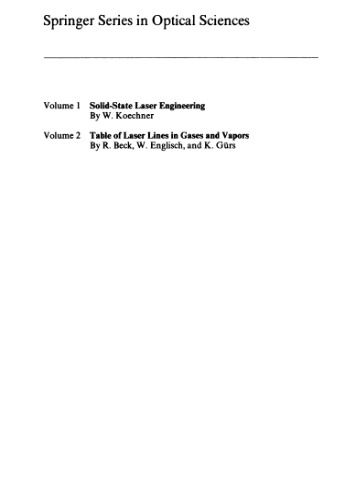 Springer Series in Optical Sciences
Volume 1 Solid-State Laser Engineering
By W. Koechner
Volume 2 Table of Laser Lines in Gases and Vapors
By R. Beck, W. Englisch, and K. Gürs